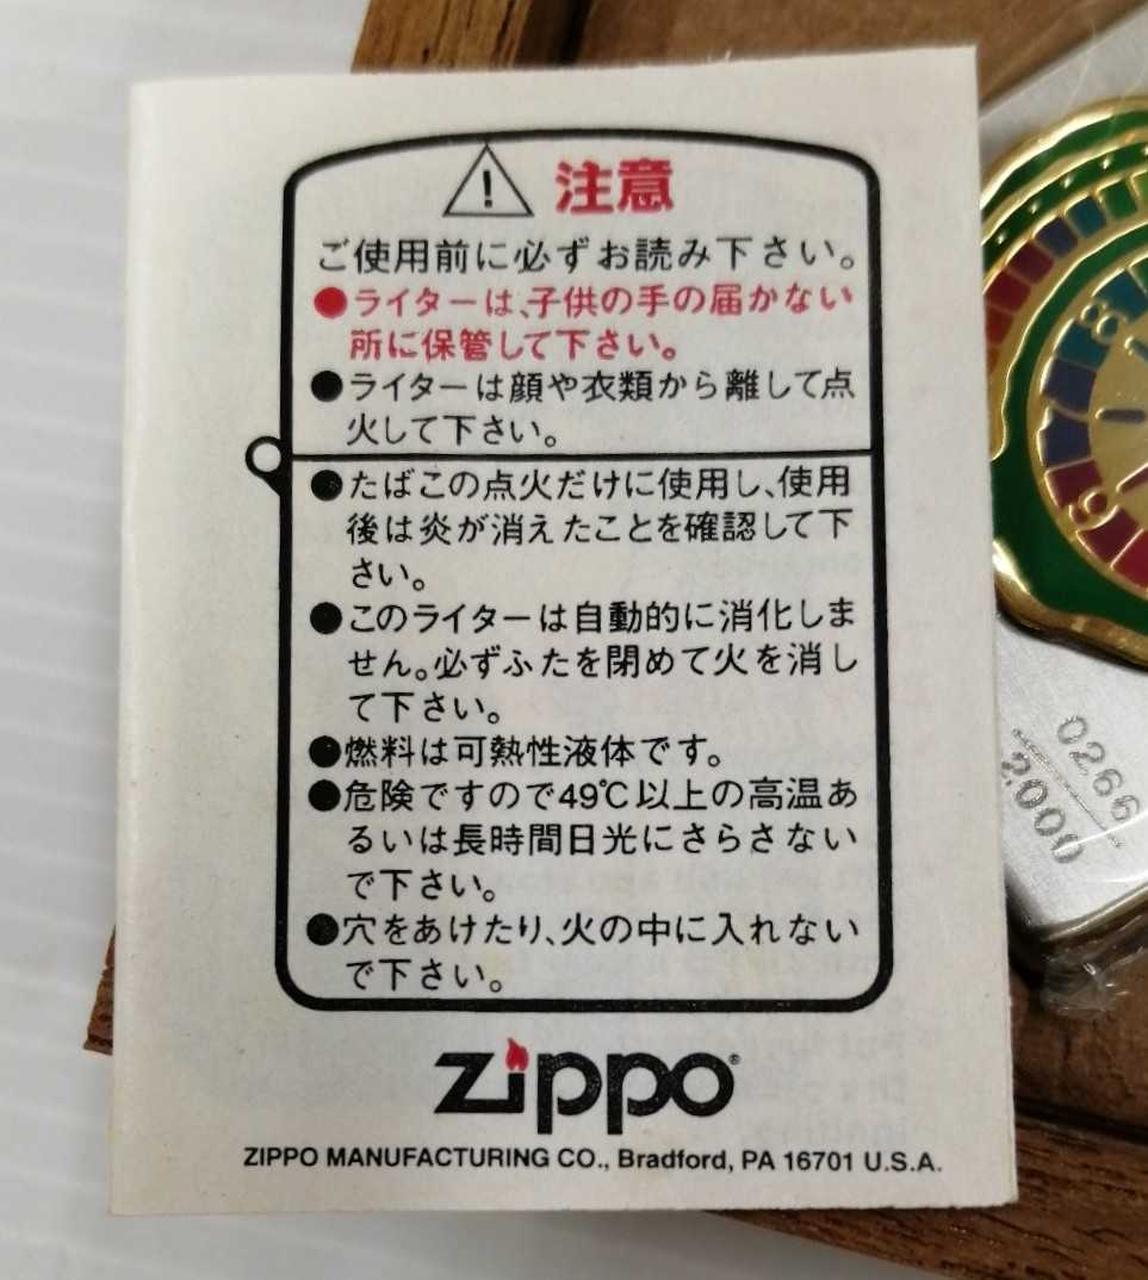 注意
ご使用前に必ずお読み下さい。
●ライターは、子供の手の届かない
所に保管して下さい。
●ライターは顔や衣類から離して点
火して下さい。
●たばこの点火だけに使用し、使用
後は炎が消えたことを確認して下
さい。
●このライターは自動的に消化しま
せん。必ずふたを閉めて火を消し
て下さい。
●燃料は可熱性液体です。
●危険ですので49℃以上の高温あ
るいは長時間日光にさらさない
で下さい。
●穴をあけたり、火の中に入れない
で下さい。
zippo®
ZIPPO MANUFACTURING CO., Bradford, PA 16701 U.S.A.
8
7
6
0266
2000